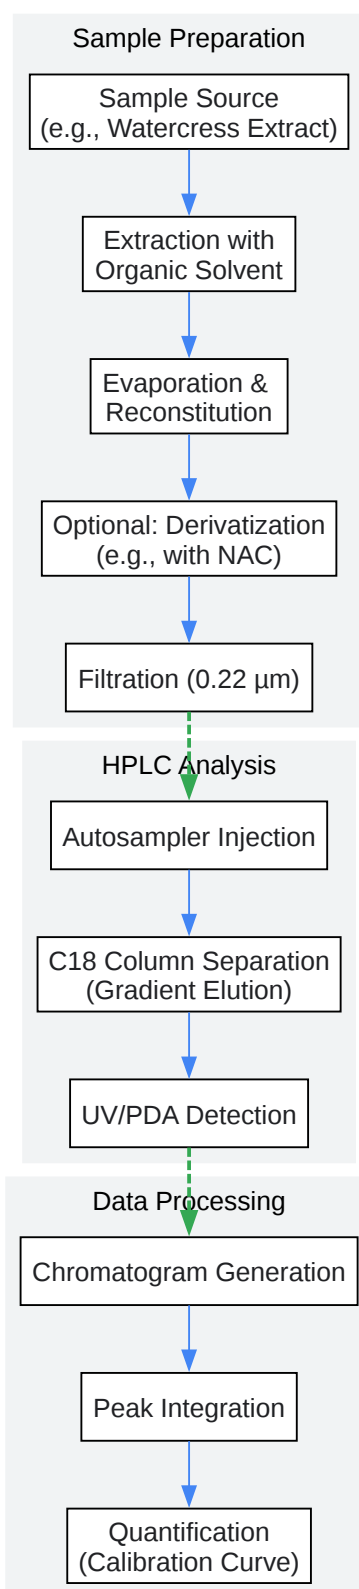 Sample Preparation
Sample Source
(e.g., Watercress Extract)
Extraction with
Organic Solvent
Evaporation &
Reconstitution
Optional: Derivatization
(e.g., with NAC)
Filtration (0.22 µm)
HPLC Analysis
Autosampler Injection
C18 Column Separation
(Gradient Elution)
UV/PDA Detection
Data Processing
Chromatogram Generation
Peak Integration
Quantification
(Calibration Curve)